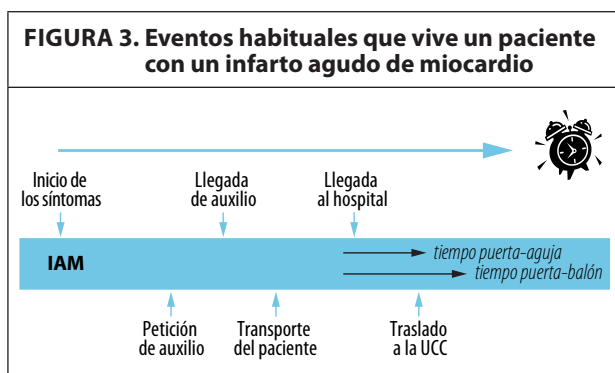 FIGURA 3. Eventos habituales que vive un paciente
con un infarto agudo de miocardio
Inicio de
los síntomas
Llegada
de auxilio
Llegada
al hospital
IAM
tiempo puerta-aguja
tiempo puerta-balón
Petición
de auxilio
Transporte
del paciente
Traslado
a la UCC